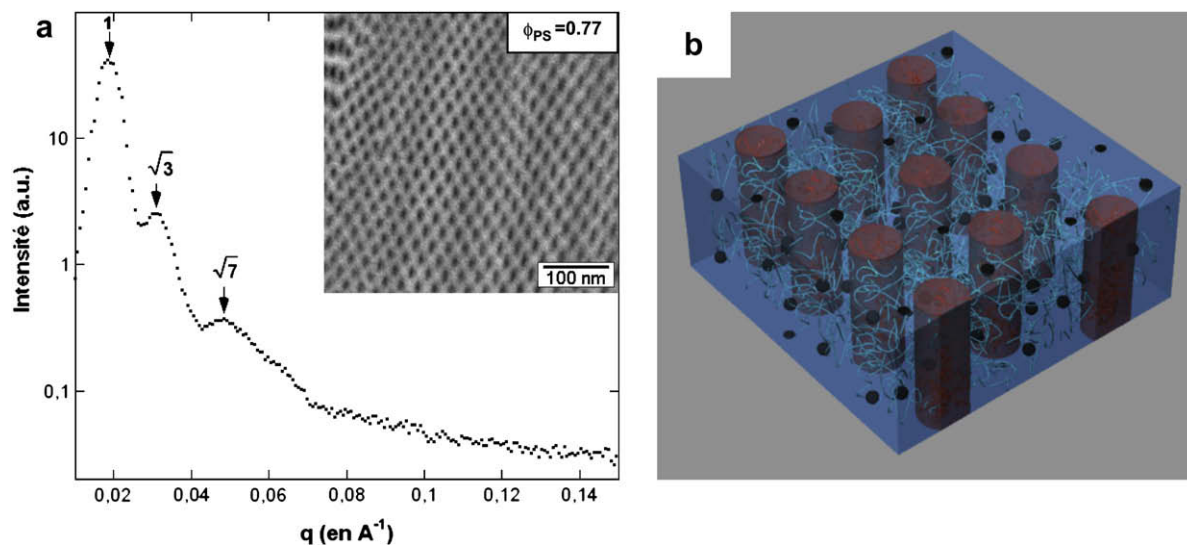 a
1
√3
√7
ϕPS =0.77
100 nm
Intensité (a.u.)
10
1
0,1
0,02 0,04 0,06 0,08 0,1 0,12 0,14
q (en A⁻¹)
b